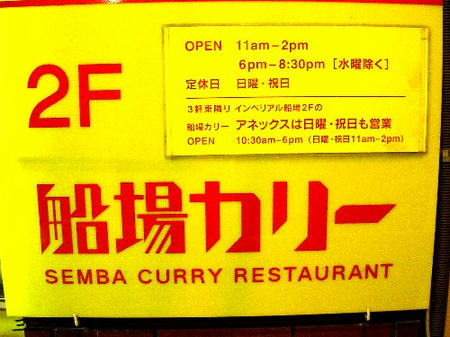 2F
OPEN 11am–2pm
6pm–8:30pm [水曜除く]
定休日 日曜・祝日
3軒東隣り インペリアル船場2Fの
船場カリー アネックスは日曜・祝日も営業
OPEN 10:30am–6pm (日曜・祝日11am–2pm)
船場カリー
SEMBA CURRY RESTAURANT